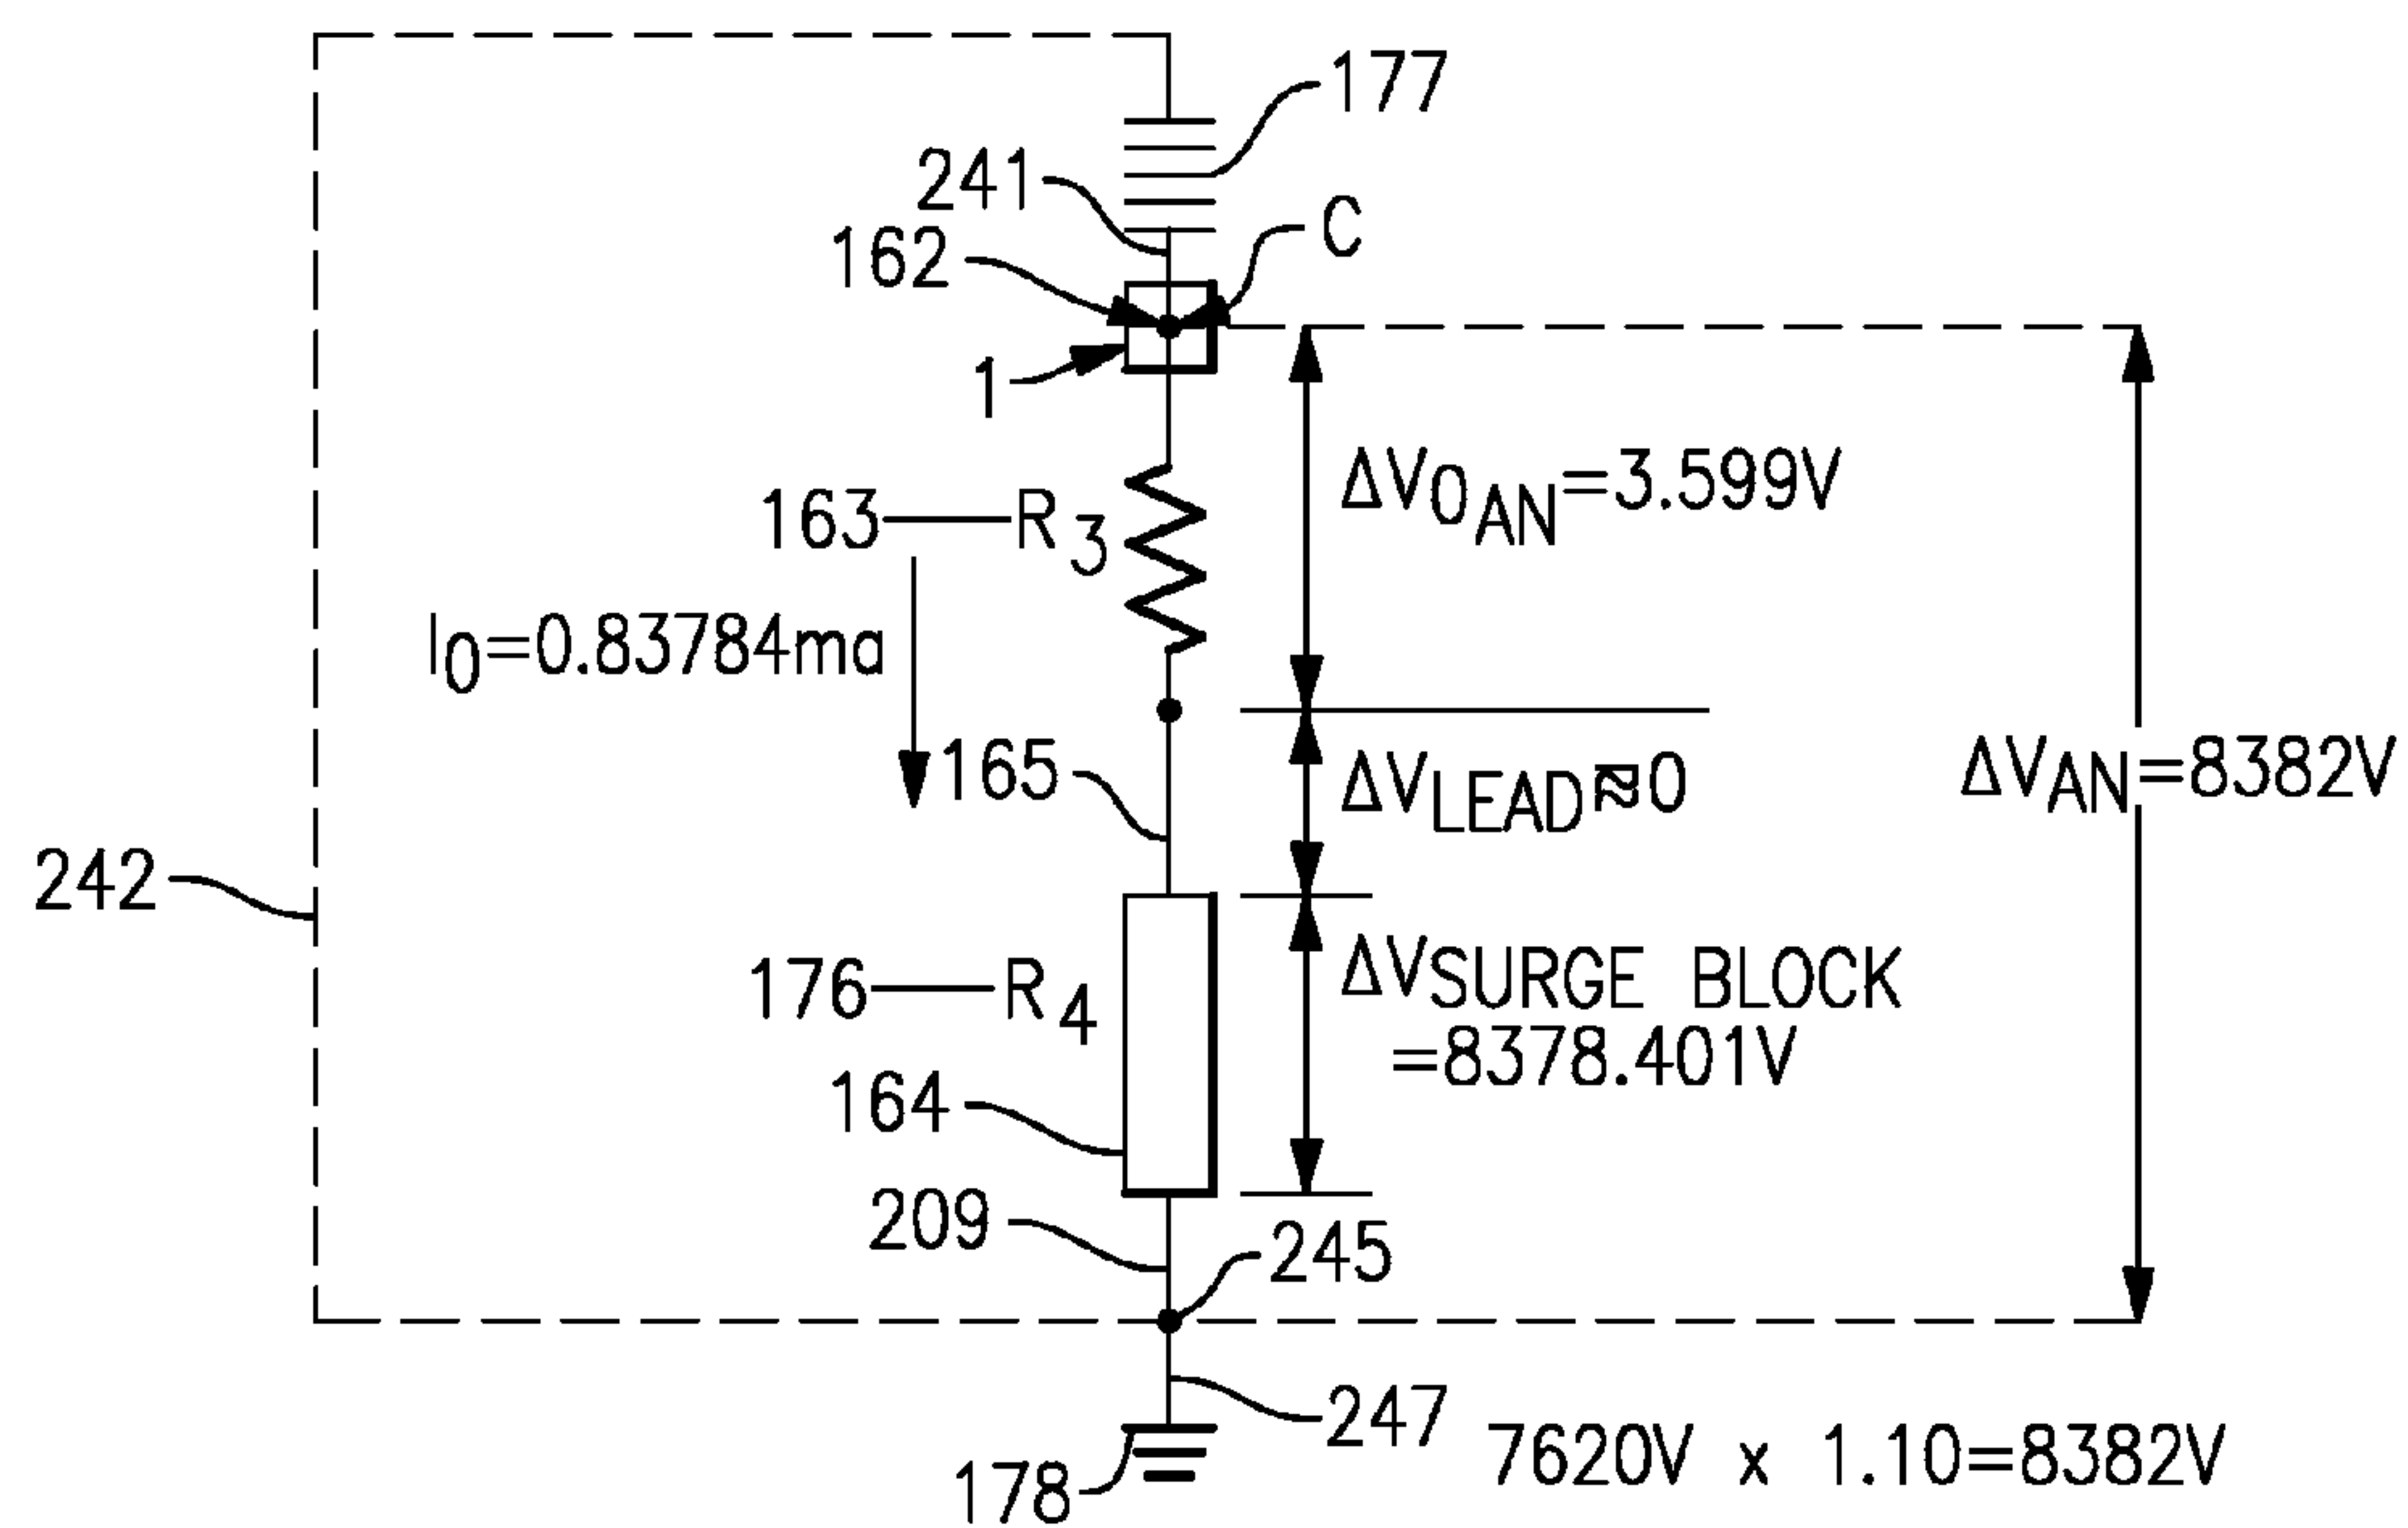 177
241
162
C
1
ΔVOAN=3.599V
163—R3
I0=0.83784ma
165
ΔVLEAD≈0
ΔVAN=8382V
242
176—R4
ΔVSURGE BLOCK
=8378.401V
164
209
245
247
7620V x 1.10=8382V
178